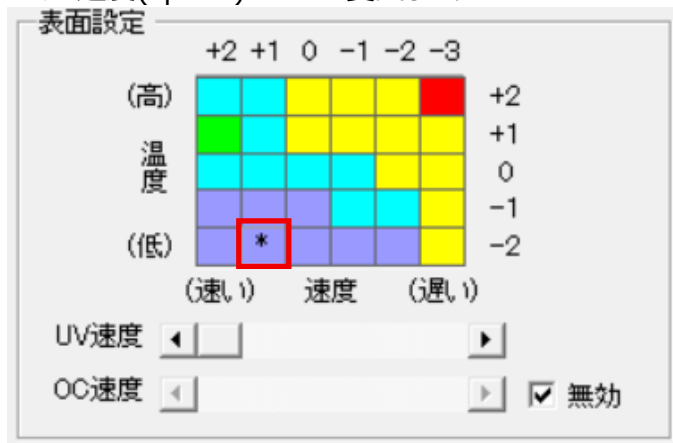 表面設定
+2 +1 0 -1 -2 -3
(高) +2
+1
温度 0
-1
(低) * -2
(速い) 速度 (遅い)
UV速度
OC速度 無効